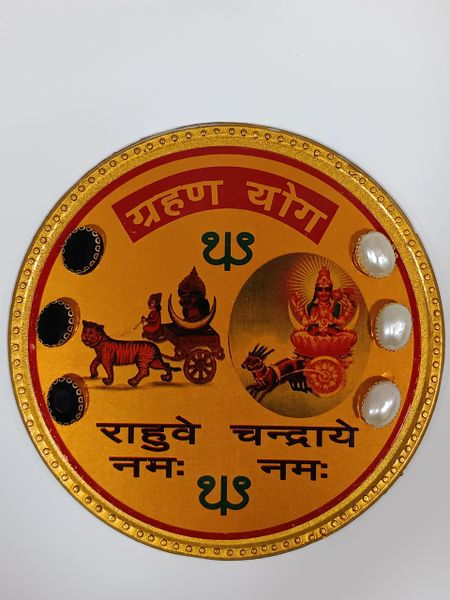 ग्रहण योग
राहुवे चन्द्राये
नमः नमः